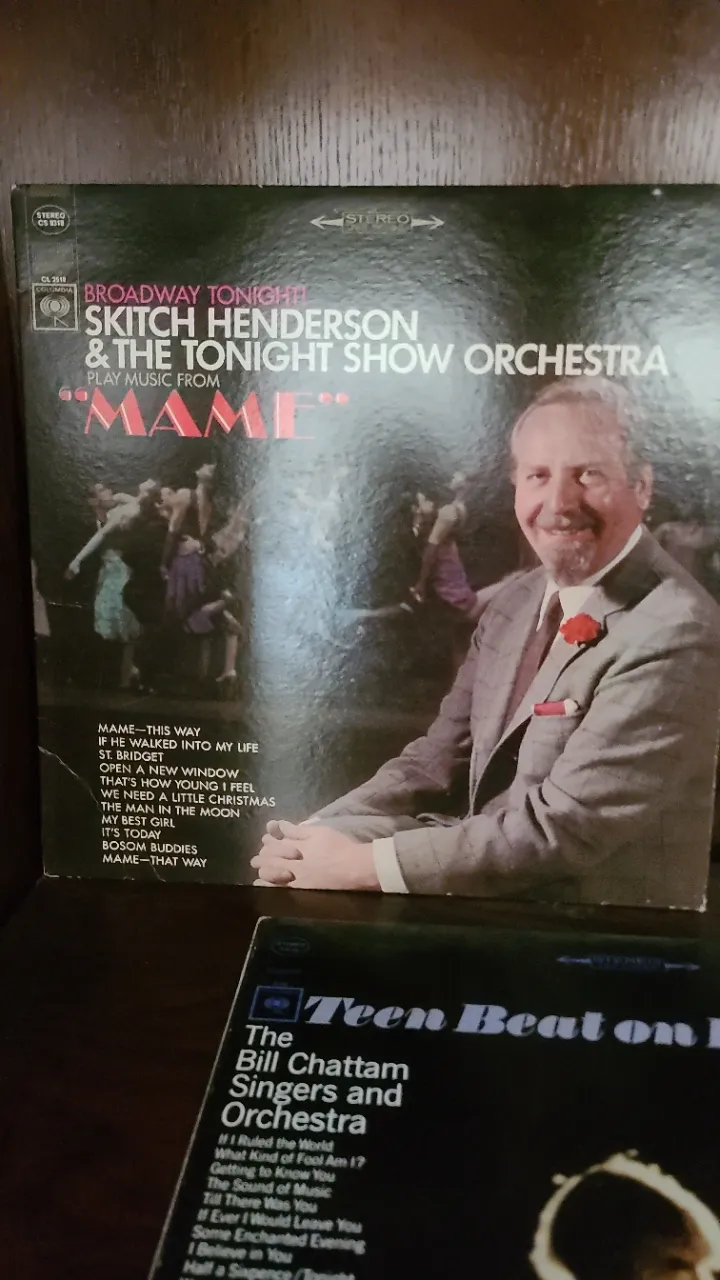 STEREO
CS 9318
STEREO
CL 2518
COLUMBIA
BROADWAY TONIGHT!
SKITCH HENDERSON
& THE TONIGHT SHOW ORCHESTRA
PLAY MUSIC FROM
"MAME"
MAME—THIS WAY
IF HE WALKED INTO MY LIFE
ST. BRIDGET
OPEN A NEW WINDOW
THAT'S HOW YOUNG I FEEL
WE NEED A LITTLE CHRISTMAS
THE MAN IN THE MOON
MY BEST GIRL
IT'S TODAY
BOSOM BUDDIES
MAME—THAT WAY
STEREO
Teen Beat on
The
Bill Chattam
Singers and
Orchestra
If I Ruled the World
What Kind of Fool Am I?
Getting to Know You
The Sound of Music
Till There Was You
If Ever I Would Leave You
Some Enchanted Evening
I Believe in You
Half a Sixpence/Tonight